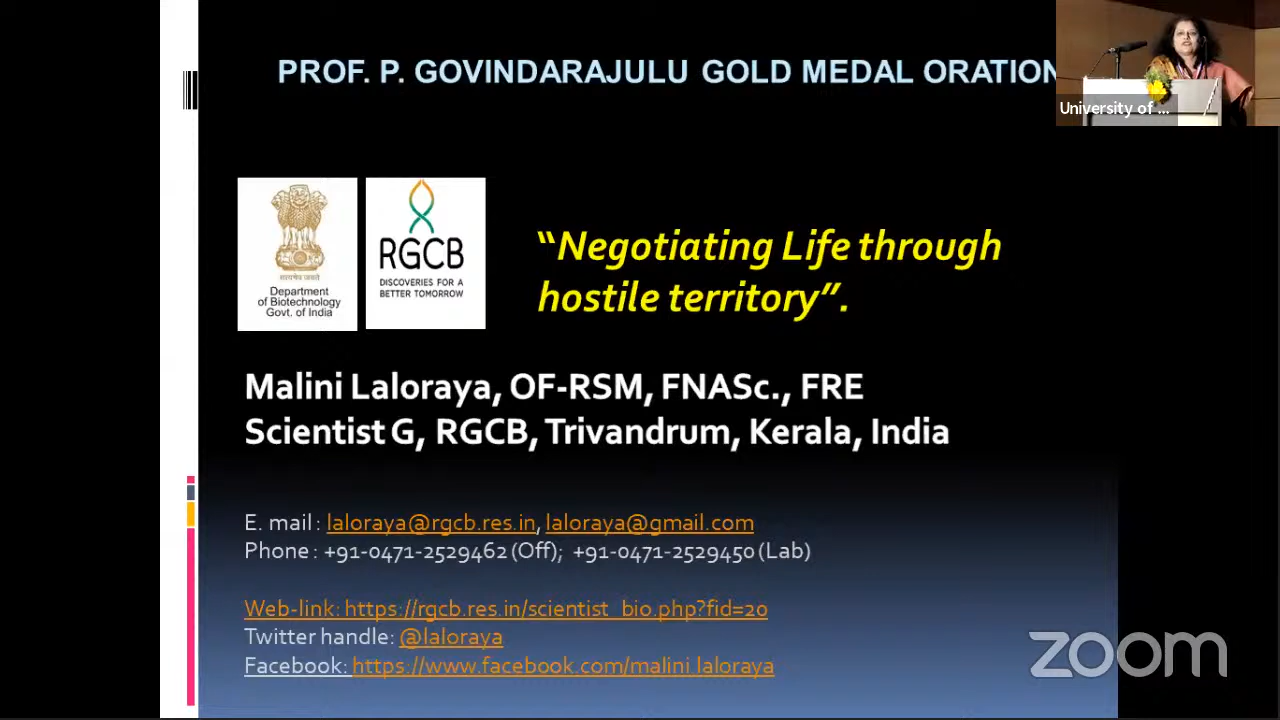 PROF. P. GOVINDARAJULU GOLD MEDAL ORATION
University of ...
सत्यमेव जयते
Department
of Biotechnology
Govt. of India
RGCB
DISCOVERIES FOR A
BETTER TOMORROW
“Negotiating Life through
hostile territory”.
Malini Laloraya, OF-RSM, FNASc., FRE
Scientist G, RGCB, Trivandrum, Kerala, India
E. mail : laloraya@rgcb.res.in, laloraya@gmail.com
Phone : +91-0471-2529462 (Off); +91-0471-2529450 (Lab)
Web-link: https://rgcb.res.in/scientist_bio.php?fid=20
Twitter handle: @laloraya
Facebook: https://www.facebook.com/malini.laloraya
zoom